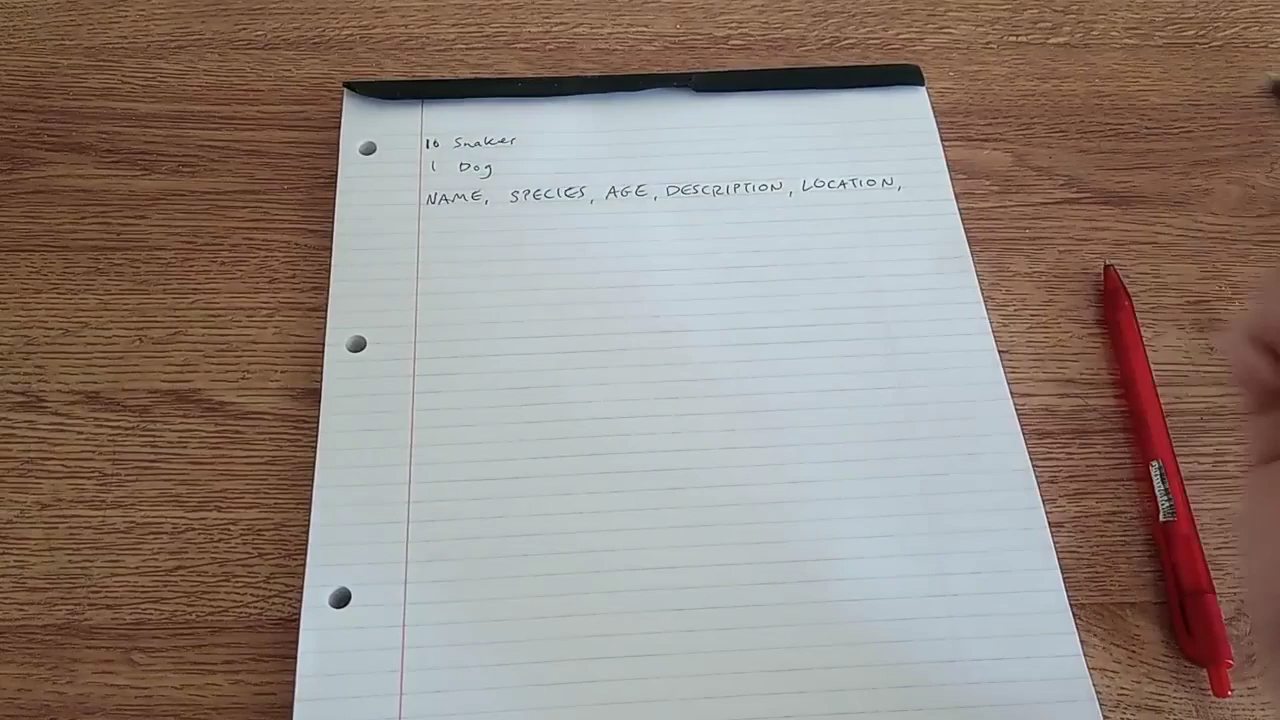 10 Snakes
1 Dog
NAME, SPECIES, AGE, DESCRIPTION, LOCATION,